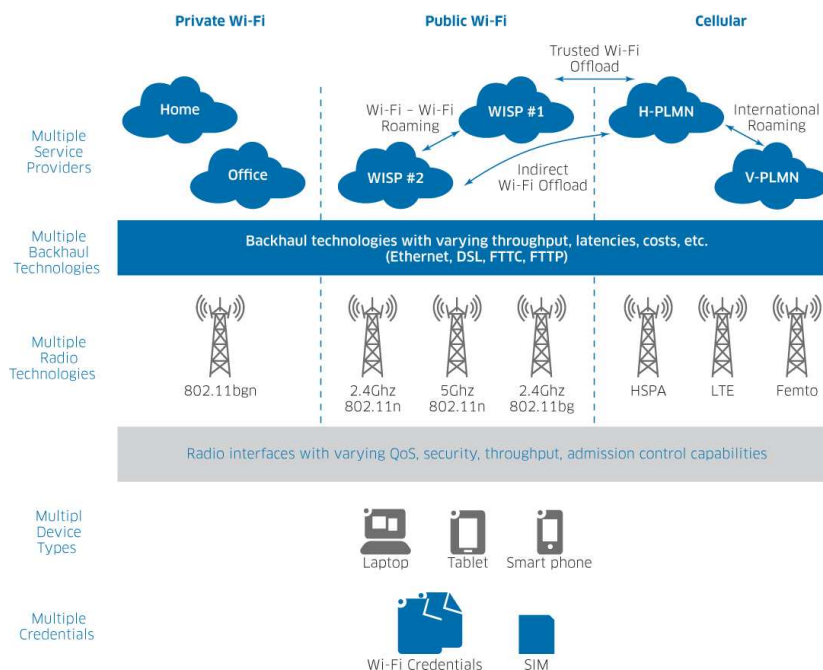 Private Wi-Fi
Public Wi-Fi
Cellular
Multiple
Service
Providers
Home
Office
Wi-Fi – Wi-Fi
Roaming
WISP #1
WISP #2
Trusted Wi-Fi
Offload
Indirect
Wi-Fi Offload
H-PLMN
International
Roaming
V-PLMN
Multiple
Backhaul
Technologies
Backhaul technologies with varying throughput, latencies, costs, etc.
(Ethernet, DSL, FTTC, FTTP)
Multiple
Radio
Technologies
802.11bgn
2.4Ghz
802.11n
5Ghz
802.11n
2.4Ghz
802.11bg
HSPA
LTE
Femto
Radio interfaces with varying QoS, security, throughput, admission control capabilities
Multipl
Device
Types
Laptop
Tablet
Smart phone
Multiple
Credentials
Wi-Fi Credentials
SIM